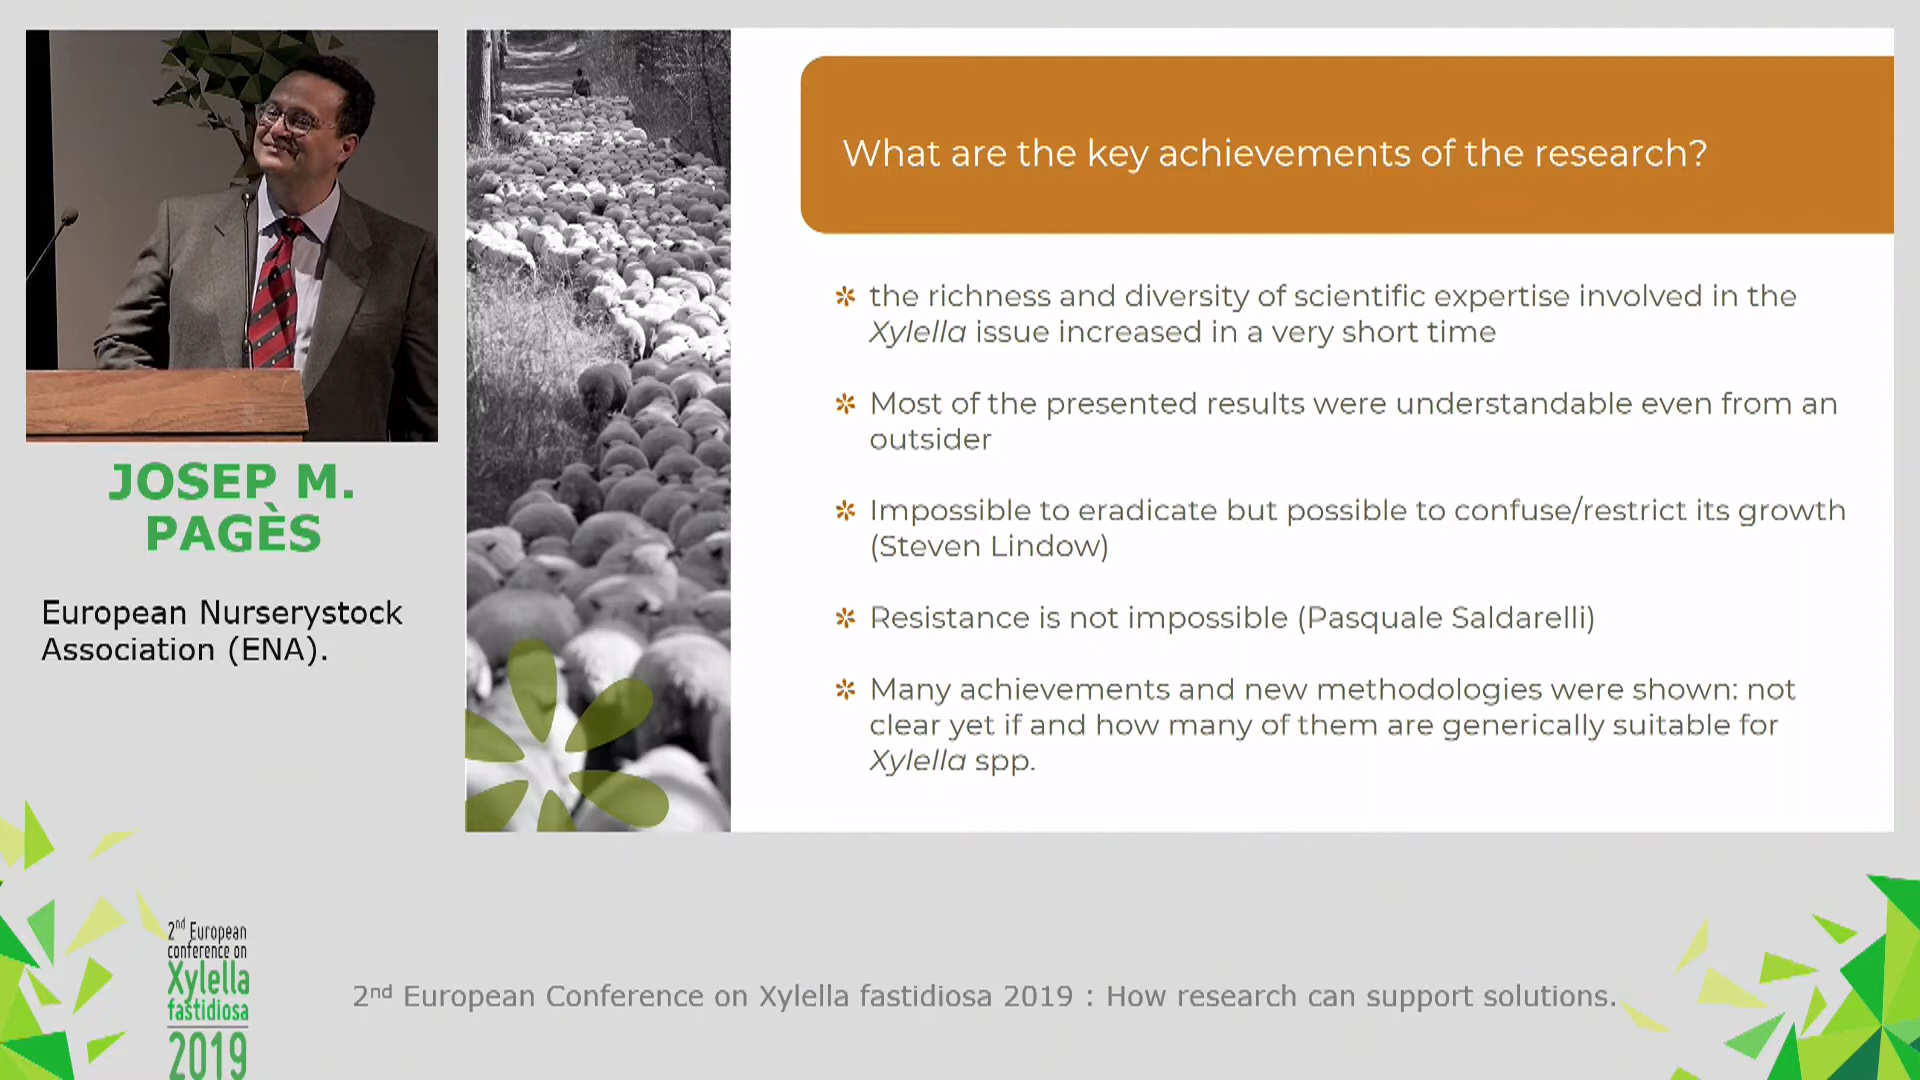 JOSEP M.
PAGÈS
European Nurserystock
Association (ENA).
What are the key achievements of the research?
✲ the richness and diversity of scientific expertise involved in the
Xylella issue increased in a very short time
✲ Most of the presented results were understandable even from an
outsider
✲ Impossible to eradicate but possible to confuse/restrict its growth
(Steven Lindow)
✲ Resistance is not impossible (Pasquale Saldarelli)
✲ Many achievements and new methodologies were shown: not
clear yet if and how many of them are generically suitable for
Xylella spp.
2nd European
conference on
Xylella
fastidiosa
2019
2nd European Conference on Xylella fastidiosa 2019 : How research can support solutions.